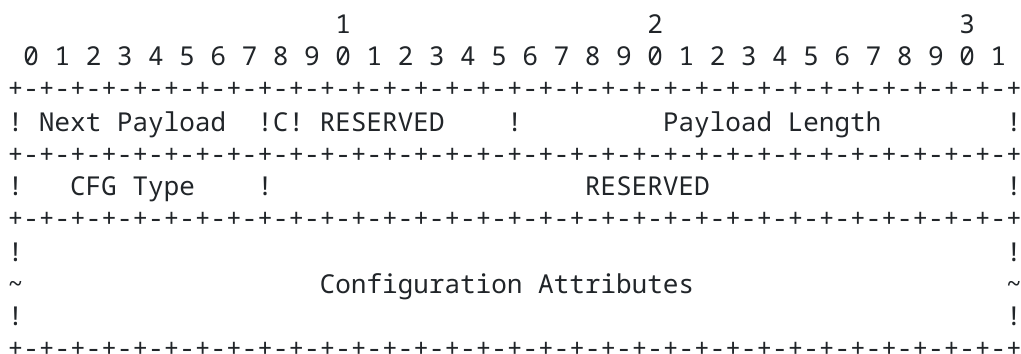 1                   2                   3
 0 1 2 3 4 5 6 7 8 9 0 1 2 3 4 5 6 7 8 9 0 1 2 3 4 5 6 7 8 9 0 1
+-+-+-+-+-+-+-+-+-+-+-+-+-+-+-+-+-+-+-+-+-+-+-+-+-+-+-+-+-+-+-+-+
! Next Payload  !C! RESERVED    !         Payload Length        !
+-+-+-+-+-+-+-+-+-+-+-+-+-+-+-+-+-+-+-+-+-+-+-+-+-+-+-+-+-+-+-+-+
!   CFG Type    !                    RESERVED                   !
+-+-+-+-+-+-+-+-+-+-+-+-+-+-+-+-+-+-+-+-+-+-+-+-+-+-+-+-+-+-+-+-+
!                                                               !
~                   Configuration Attributes                    ~
!                                                               !
+-+-+-+-+-+-+-+-+-+-+-+-+-+-+-+-+-+-+-+-+-+-+-+-+-+-+-+-+-+-+-+-+